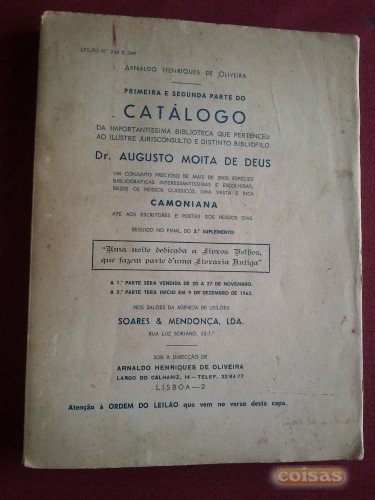 LEILÃO N.os 248 E 249
ARNALDO HENRIQUES DE OLIVEIRA
PRIMEIRA E SEGUNDA PARTE DO
CATÁLOGO
DA IMPORTANTÍSSIMA BIBLIOTECA QUE PERTENCEU
AO ILUSTRE JURISCONSULTO E DISTINTO BIBLIÓFILO
Dr. AUGUSTO MOITA DE DEUS
UM CONJUNTO PRECIOSO DE MAIS DE 3000 ESPÉCIES
BIBLIOGRÁFICAS, INTERESSANTÍSSIMAS E ESCOLHIDAS,
DESDE OS NOSSOS CLÁSSICOS, UMA VASTA E RICA
CAMONIANA
ATÉ AOS ESCRITORES E POETAS DOS NOSSOS DIAS.
SEGUIDO NO FINAL DO 3.º SUPLEMENTO
"Uma noite dedicada a Livros Velhos,
que fazem parte d'uma Livraria Antiga"
A 1.ª PARTE SERÁ VENDIDA DE 20 A 27 DE NOVEMBRO.
A 2.ª PARTE TERÁ INÍCIO EM 9 DE DEZEMBRO DE 1963.
NOS SALÕES DA AGÊNCIA DE LEILÕES
SOARES & MENDONÇA, LDA.
RUA LUZ SORIANO, 53-1.º
SOB A DIRECÇÃO DE
ARNALDO HENRIQUES DE OLIVEIRA
LARGO DO CALHARIZ, 14 — TELEF. 32 84 77
LISBOA—2
Atenção à ORDEM DO LEILÃO que vem no verso desta capa.
coisas